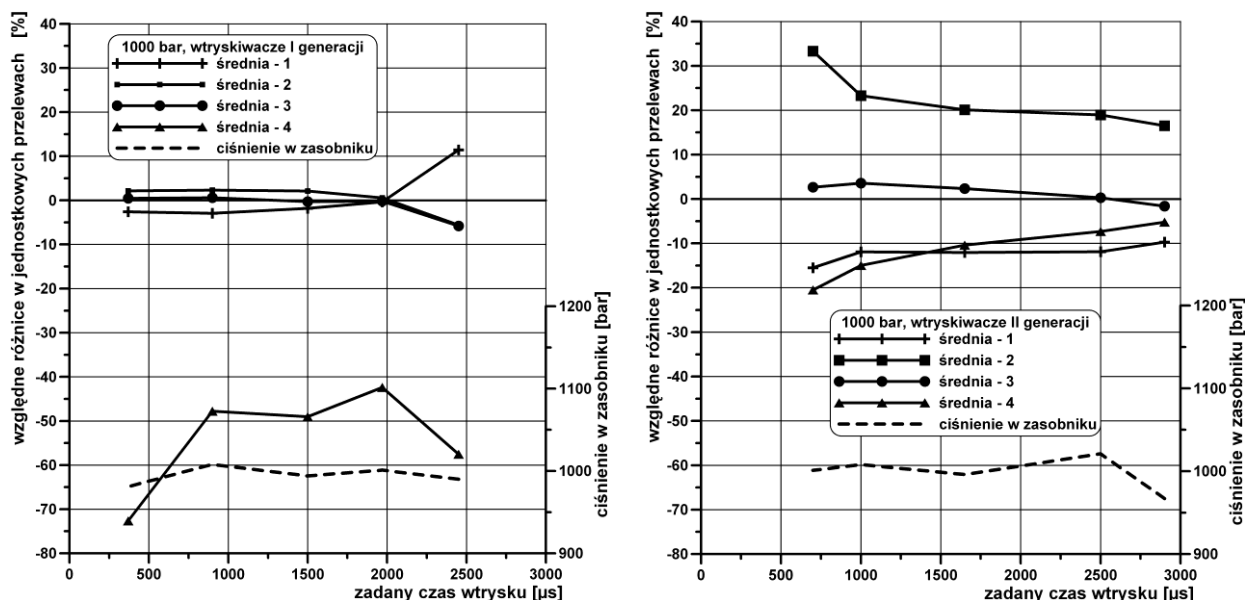 względne różnice w jednostkowych przelewach [%]
40
30
20
10
0
-10
-20
-30
-40
-50
-60
-70
-80
1000 bar, wtryskiwacze I generacji
średnia - 1
średnia - 2
średnia - 3
średnia - 4
ciśnienie w zasobniku
1200
1100
1000
900
ciśnienie w zasobniku [bar]
0 500 1000 1500 2000 2500 3000
zadany czas wtrysku [µs]
względne różnice w jednostkowych przelewach [%]
40
30
20
10
0
-10
-20
-30
-40
-50
-60
-70
-80
1000 bar, wtryskiwacze II generacji
średnia - 1
średnia - 2
średnia - 3
średnia - 4
ciśnienie w zasobniku
1200
1100
1000
900
ciśnienie w zasobniku [bar]
0 500 1000 1500 2000 2500 3000
zadany czas wtrysku [µs]